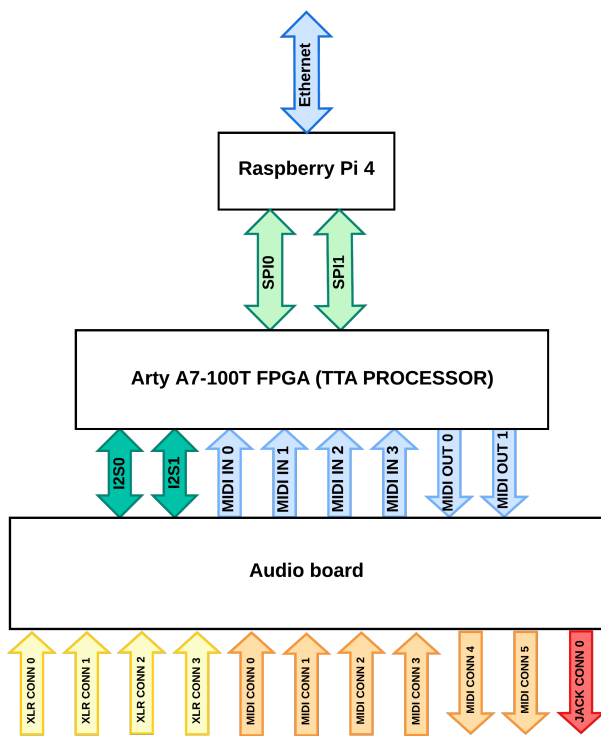 Ethernet
Raspberry Pi 4
SPI0
SPI1
Arty A7-100T FPGA (TTA PROCESSOR)
I2S0
I2S1
MIDI IN 0
MIDI IN 1
MIDI IN 2
MIDI IN 3
MIDI OUT 0
MIDI OUT 1
Audio board
XLR CONN 0
XLR CONN 1
XLR CONN 2
XLR CONN 3
MIDI CONN 0
MIDI CONN 1
MIDI CONN 2
MIDI CONN 3
MIDI CONN 4
MIDI CONN 5
JACK CONN 0